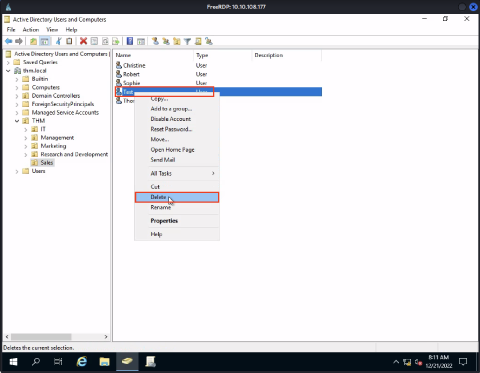 FreeRDP: 10.10.108.177
Active Directory Users and Computers
File Action View Help
Active Directory Users and Computers [
Saved Queries
thm.local
Builtin
Computers
Domain Controllers
ForeignSecurityPrincipals
Managed Service Accounts
THM
IT
Management
Marketing
Research and Development
Sales
Users
Name Type Description
Christine User
Robert User
Sophie User
Copy...
Add to a group...
Disable Account
Reset Password...
Move...
Open Home Page
Send Mail
All Tasks
Cut
Delete
Rename
Properties
Help
Deletes the current selection.
8:11 AM
12/21/2022